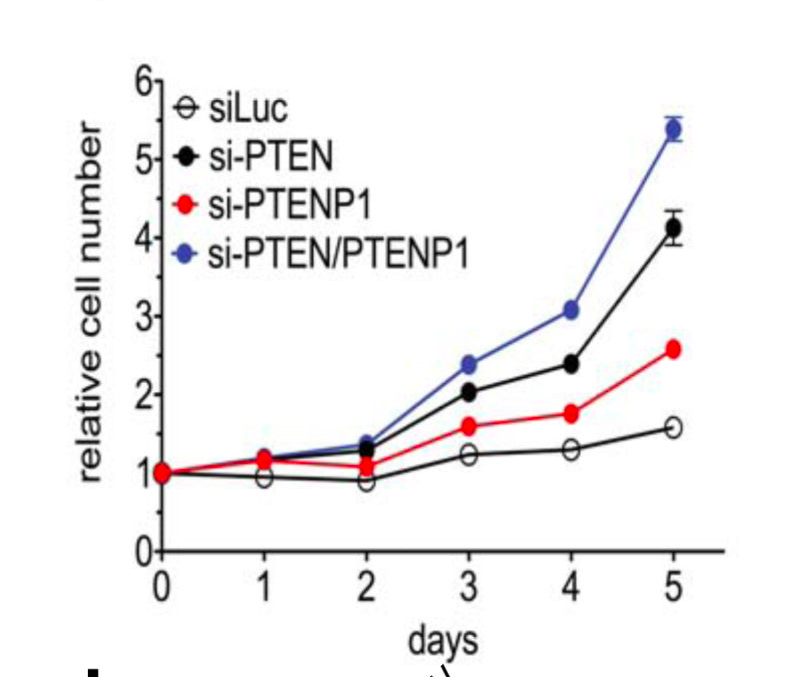 6
siLuc
si-PTEN
5
si-PTENP1
4
si-PTEN/PTENP1
3
2
1
0
relative cell number
0 1 2 3 4 5
days